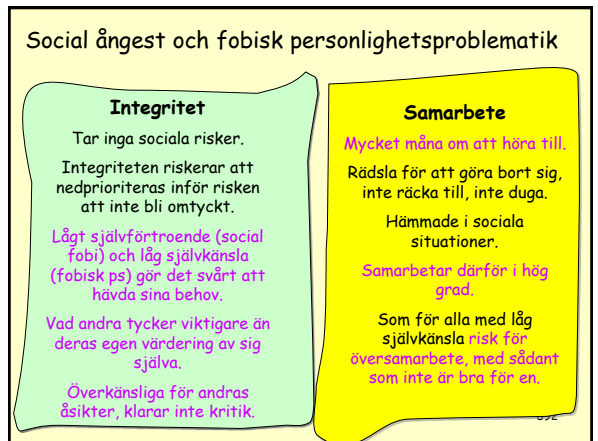 Social ångest och fobisk personlighetsproblematik
Integritet
Tar inga sociala risker.
Integriteten riskerar att
nedprioriteras inför risken
att inte bli omtyckt.
Lågt självförtroende (social
fobi) och låg självkänsla
(fobisk ps) gör det svårt att
hävda sina behov.
Vad andra tycker viktigare än
deras egen värdering av sig
själva.
Överkänsliga för andras
åsikter, klarar inte kritik.
Samarbete
Mycket måna om att höra till.
Rädsla för att göra bort sig,
inte räcka till, inte duga.
Hämmade i sociala
situationer.
Samarbetar därför i hög
grad.
Som för alla med låg
självkänsla risk för
översamarbete, med sådant
som inte är bra för en.